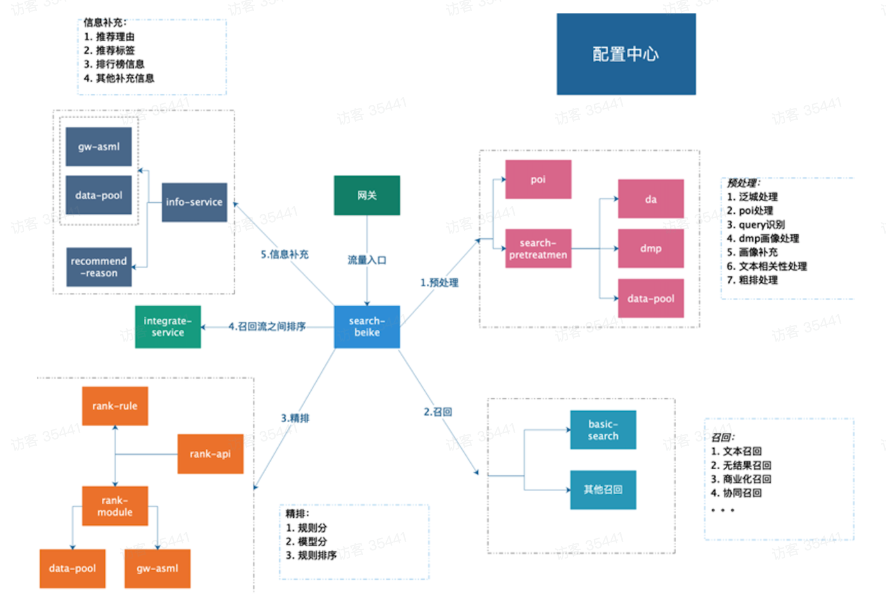 信息补充：
1. 推荐理由
2. 推荐标签
3. 排行榜信息
4. 其他补充信息
配置中心
gw-asml
data-pool
info-service
recommend
-reason
网关
流量入口
5.信息补充
poi
search-
pretreatmen
da
dmp
data-pool
1.预处理
预处理：
1. 泛城处理
2. poi处理
3. query识别
4. dmp画像处理
5. 画像补充
6. 文本相关性处理
7. 粗排处理
integrate-
service
4.召回流之间排序
search-
beike
rank-rule
rank-api
rank-
module
data-pool
gw-asml
3.精排
精排：
1. 规则分
2. 模型分
3. 规则排序
2.召回
basic-
search
其他召回
召回：
1. 文本召回
2. 无结果召回
3. 商业化召回
4. 协同召回
• • •
访客 35441